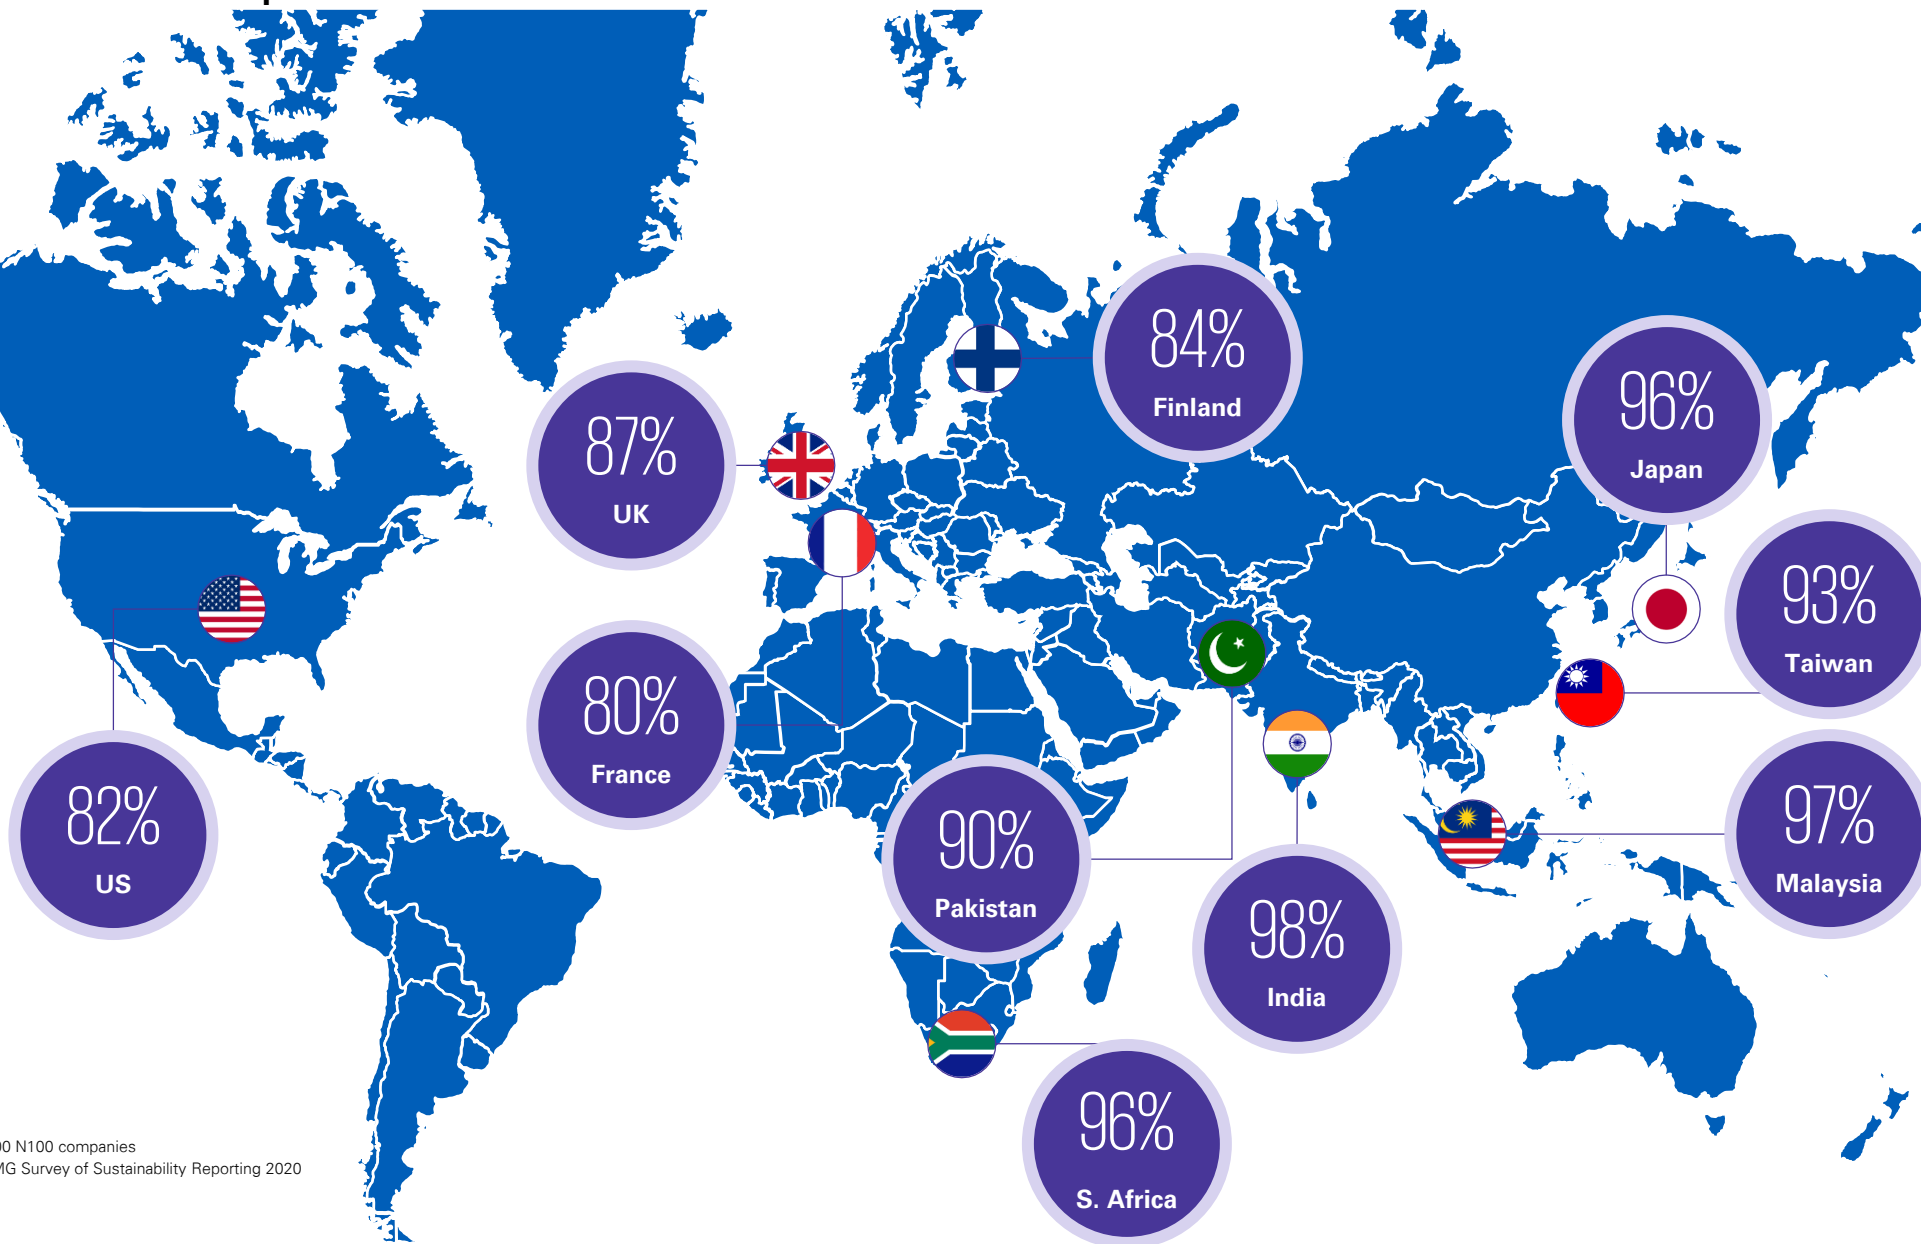 84%
Finland
96%
Japan
87%
UK
93%
Taiwan
80%
France
82%
US
90%
Pakistan
97%
Malaysia
98%
India
96%
S. Africa
N100 companies
Survey of Sustainability Reporting 2020